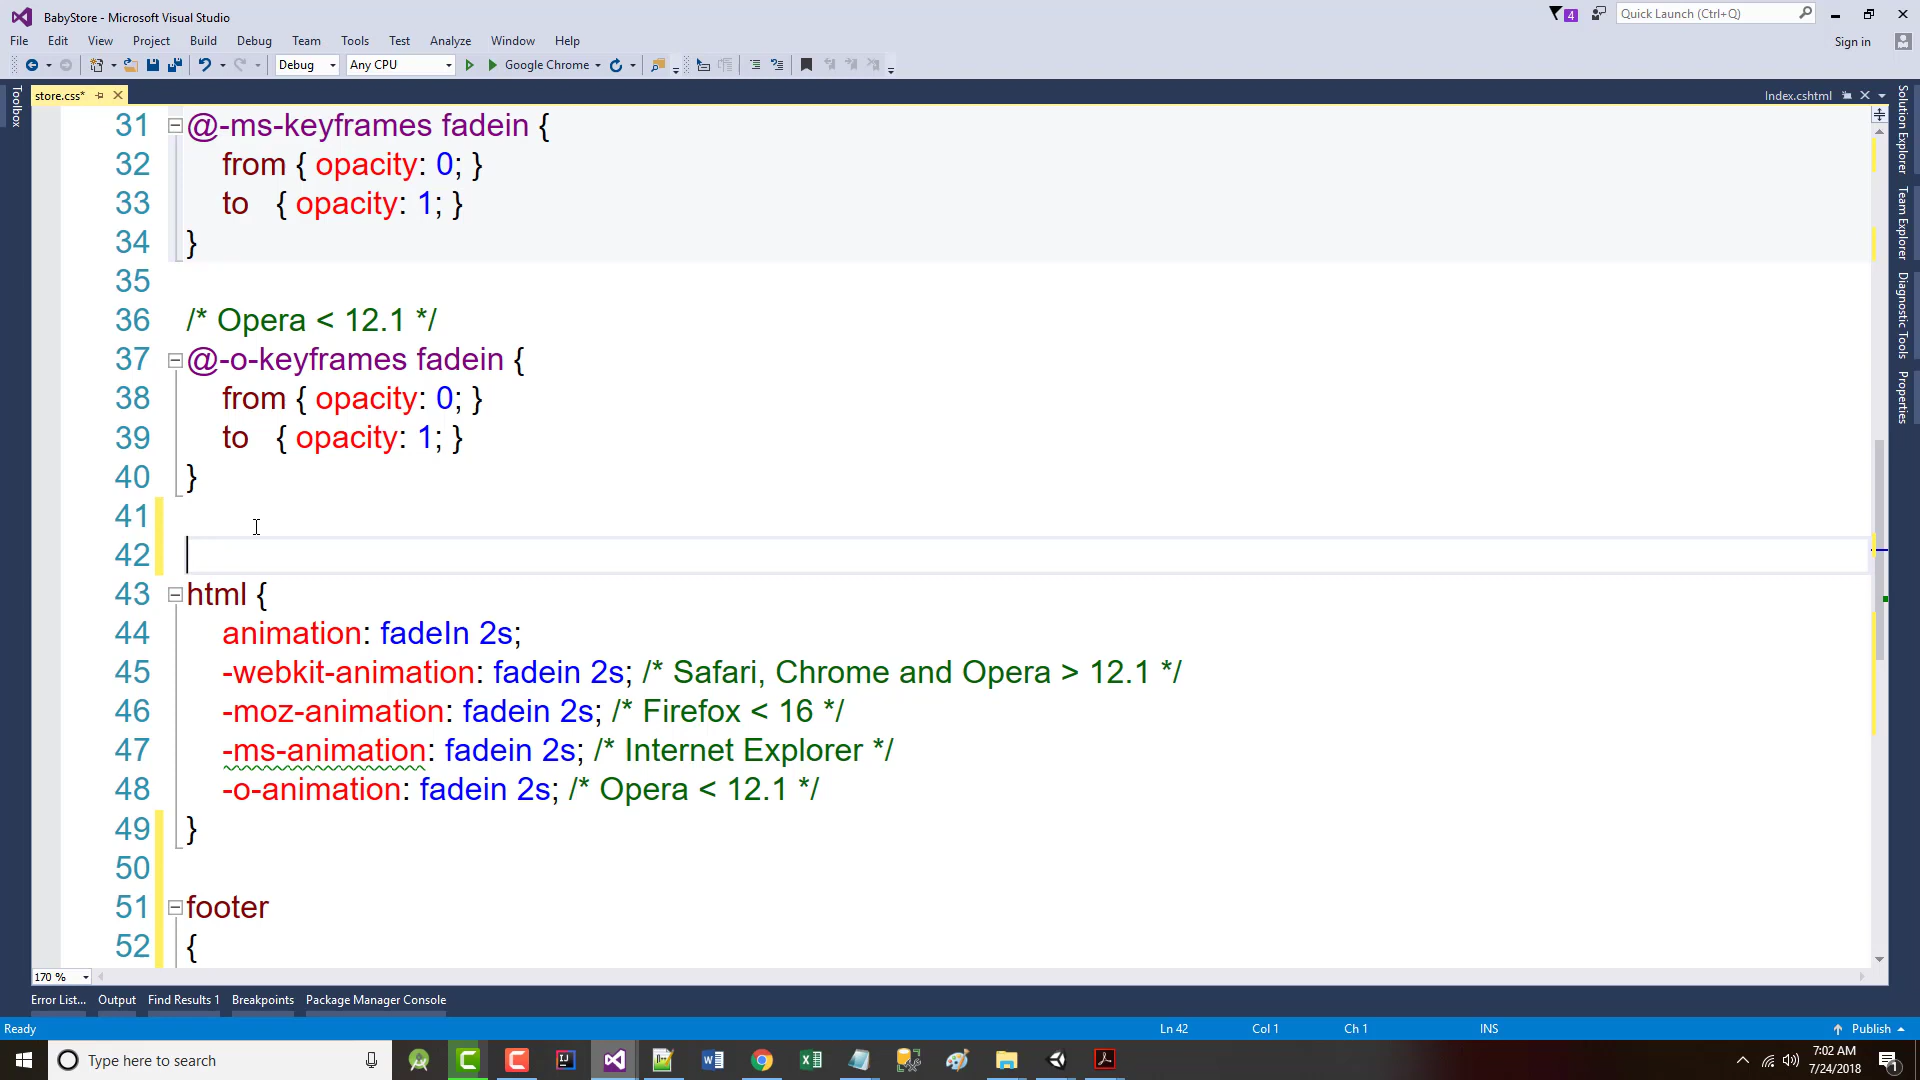 BabyStore - Microsoft Visual Studio
4
Quick Launch (Ctrl+Q)
File Edit View Project Build Debug Team Tools Test Analyze Window Help
Sign in
Debug Any CPU Google Chrome
store.css*
Index.cshtml
Toolbox
Solution Explorer
Team Explorer
Diagnostic Tools
Properties
31 @-ms-keyframes fadein {
32 from { opacity: 0; }
33 to { opacity: 1; }
34 }
35
36 /* Opera < 12.1 */
37 @-o-keyframes fadein {
38 from { opacity: 0; }
39 to { opacity: 1; }
40 }
41
42
43 html {
44 animation: fadeIn 2s;
45 -webkit-animation: fadein 2s; /* Safari, Chrome and Opera > 12.1 */
46 -moz-animation: fadein 2s; /* Firefox < 16 */
47 -ms-animation: fadein 2s; /* Internet Explorer */
48 -o-animation: fadein 2s; /* Opera < 12.1 */
49 }
50
51 footer
52 {
170 %
Error List... Output Find Results 1 Breakpoints Package Manager Console
Ready Ln 42 Col 1 Ch 1 INS Publish
Type here to search
7:02 AM
7/24/2018
1